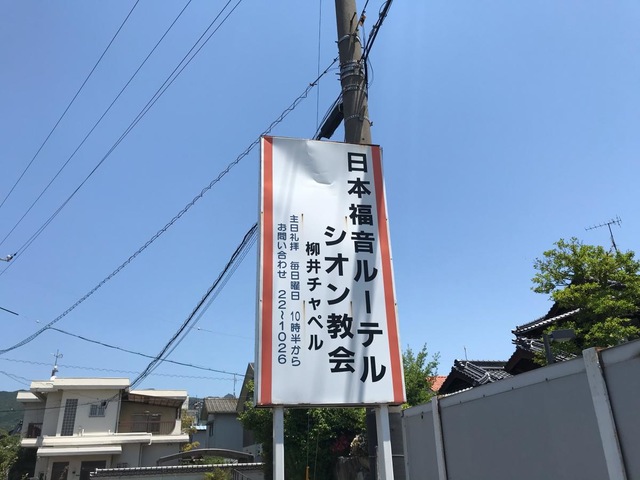 日本福音ルーテル
シオン教会
柳井チャペル
主日礼拝 毎日曜日 10時半から
お問い合わせ 22～1026